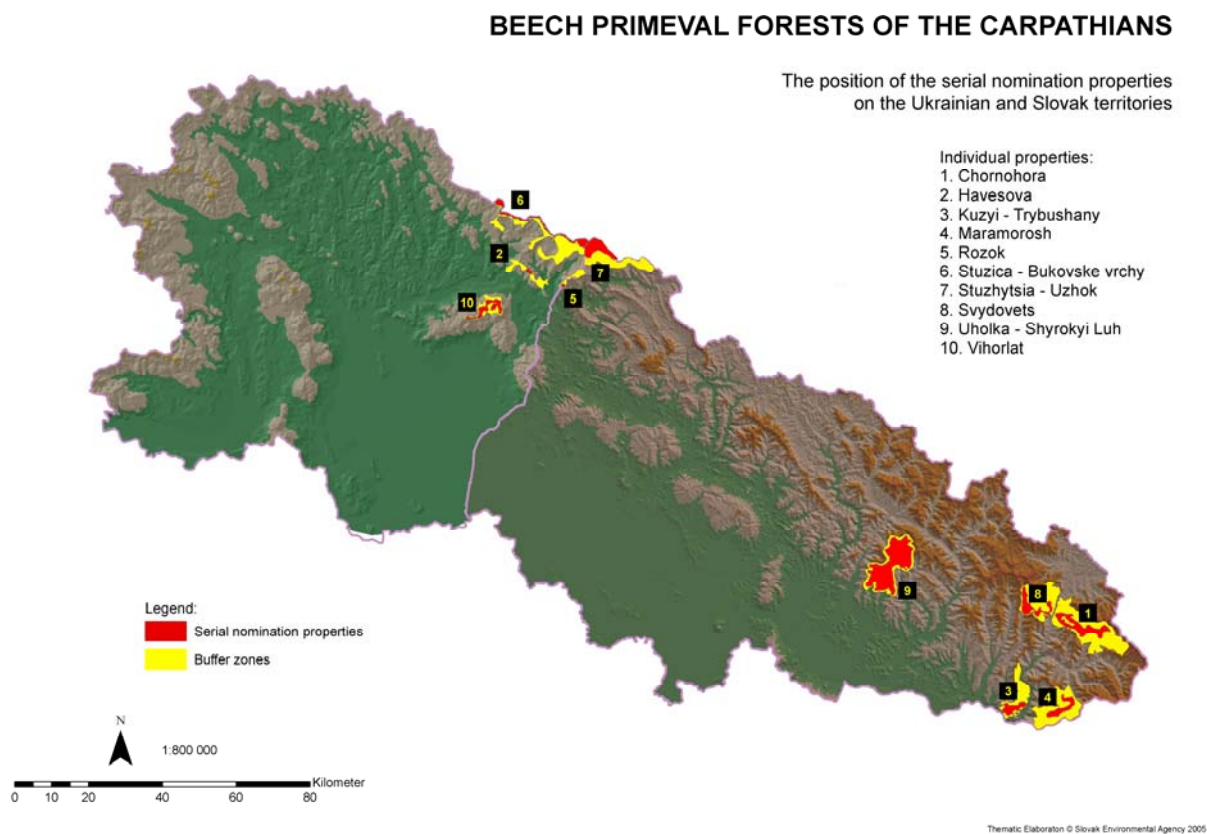 BEECH PRIMEVAL FORESTS OF THE CARPATHIANS
The position of the serial nomination properties
on the Ukrainian and Slovak territories
Individual properties:
1. Chornohora
2. Havesova
3. Kuzyi - Trybushany
4. Maramorosh
5. Rozok
6. Stuzica - Bukovske vrchy
7. Stuzhytsia - Uzhok
8. Svydovets
9. Uholka - Shyrokyi Luh
10. Vihorlat
6
2
7
5
10
9
8
1
3
4
Legend:
Serial nomination properties
Buffer zones
N
1:800 000
Kilometer
0 10 20 40 60 80
Thematic Elaboraton © Slovak Environmental Agency 2005